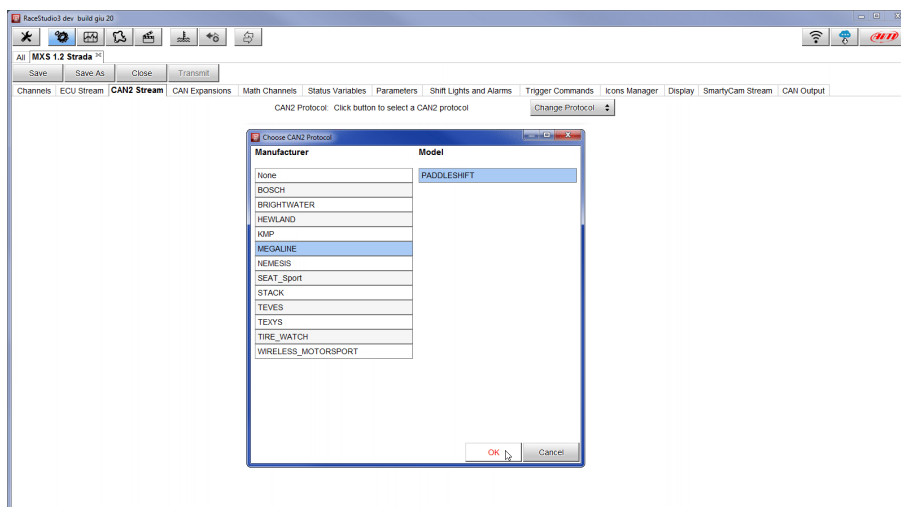 RaceStudio3 dev build giu 20
AiM
All MXS 1.2 Strada
Save Save As Close Transmit
Channels ECU Stream CAN2 Stream CAN Expansions Math Channels Status Variables Parameters Shift Lights and Alarms Trigger Commands Icons Manager Display SmartyCam Stream CAN Output
CAN2 Protocol: Click button to select a CAN2 protocol Change Protocol
Choose CAN2 Protocol
Manufacturer Model
None PADDLESHIFT
BOSCH
BRIGHTWATER
HEWLAND
KMP
MEGALINE
NEMESIS
SEAT_Sport
STACK
TEVES
TEXYS
TIRE_WATCH
WIRELESS_MOTORSPORT
OK Cancel